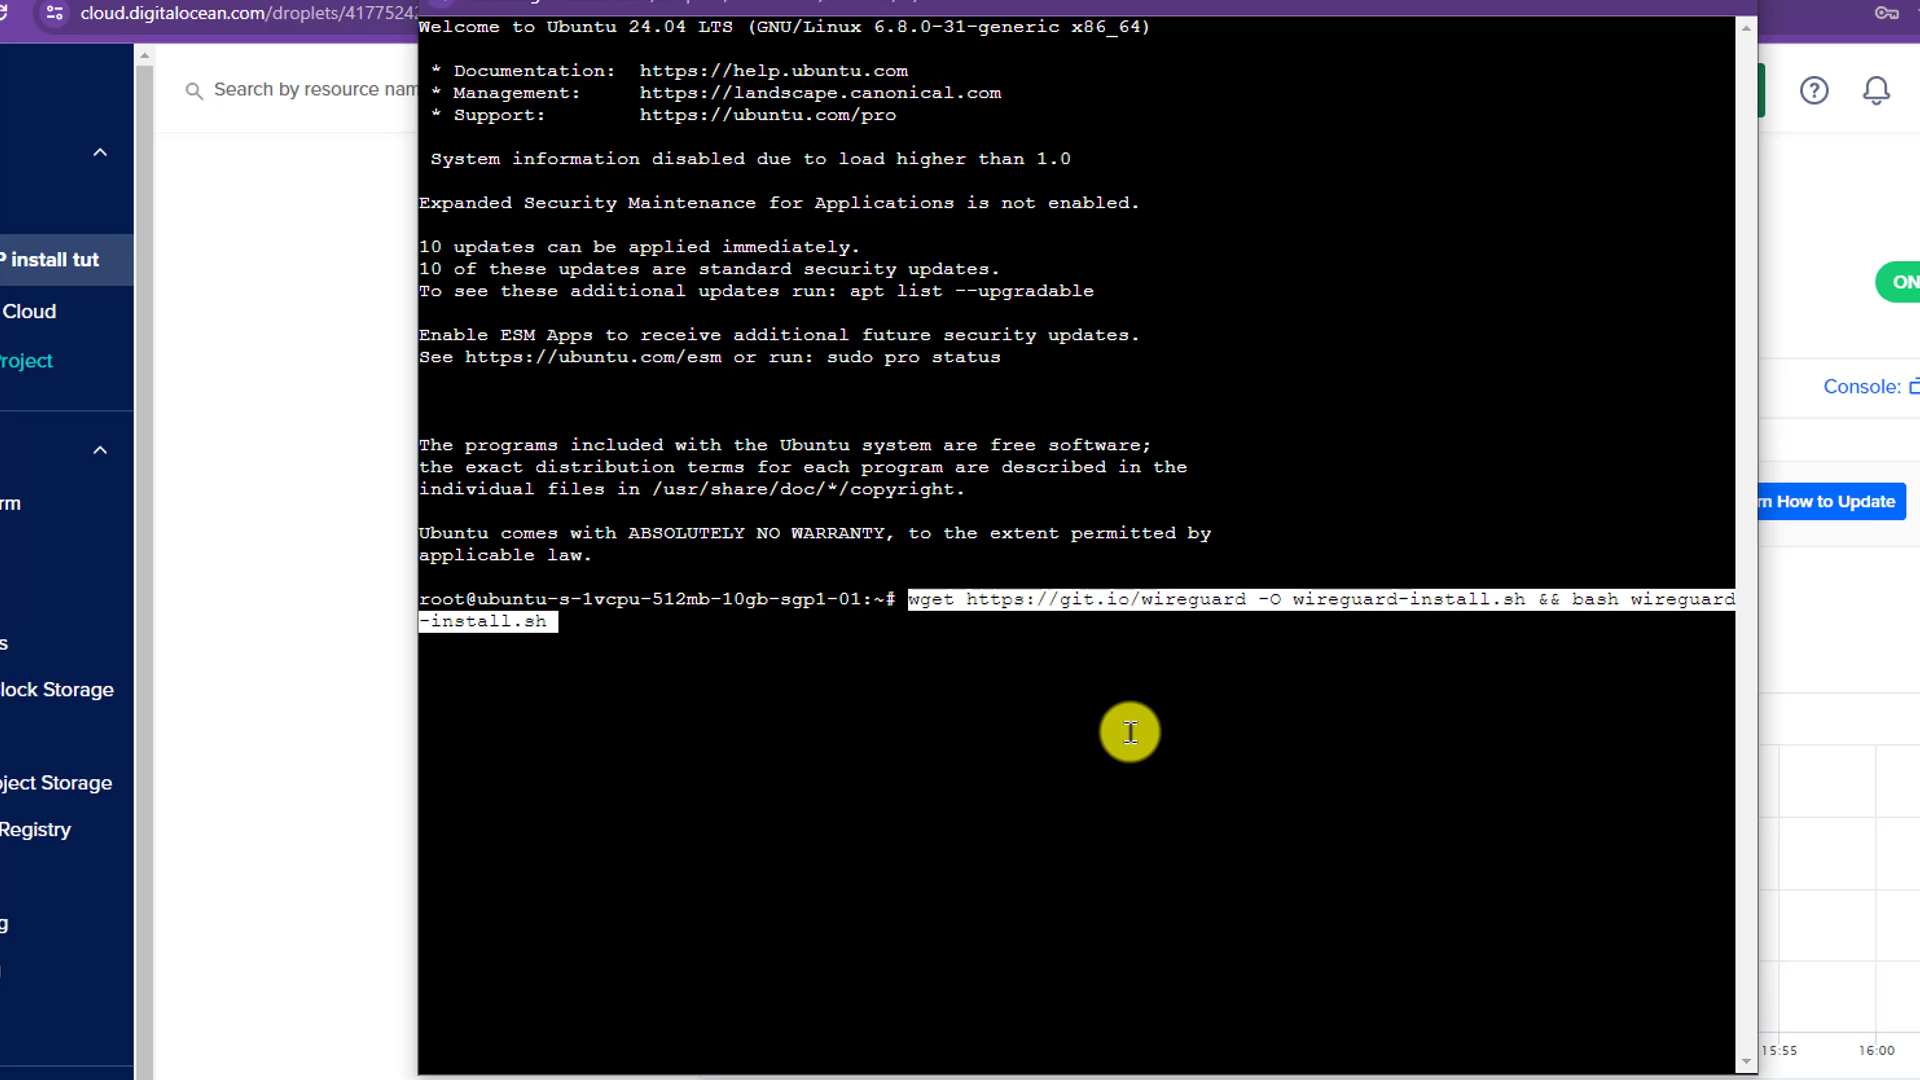 cloud.digitalocean.com/droplets/41775242
Search by resource nam
P install tut
Cloud
roject
rm
s
lock Storage
ject Storage
Registry
g
Welcome to Ubuntu 24.04 LTS (GNU/Linux 6.8.0-31-generic x86_64)
* Documentation: https://help.ubuntu.com
* Management: https://landscape.canonical.com
* Support: https://ubuntu.com/pro
System information disabled due to load higher than 1.0
Expanded Security Maintenance for Applications is not enabled.
10 updates can be applied immediately.
10 of these updates are standard security updates.
To see these additional updates run: apt list --upgradable
Enable ESM Apps to receive additional future security updates.
See https://ubuntu.com/esm or run: sudo pro status
The programs included with the Ubuntu system are free software;
the exact distribution terms for each program are described in the
individual files in /usr/share/doc/*/copyright.
Ubuntu comes with ABSOLUTELY NO WARRANTY, to the extent permitted by
applicable law.
root@ubuntu-s-1vcpu-512mb-10gb-sgp1-01:~# wget https://git.io/wireguard -O wireguard-install.sh && bash wireguard
-install.sh
ON
Console:
rn How to Update
15:55
16:00